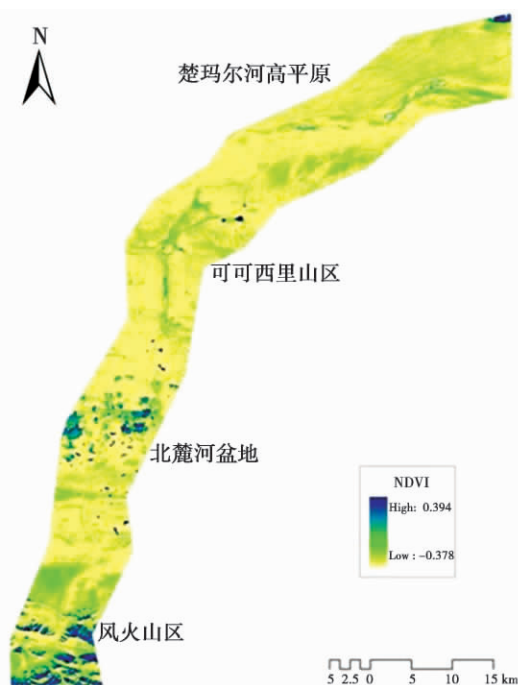 N
楚玛尔河高平原
可可西里山区
北麓河盆地
NDVI
High: 0.394
Low : -0.378
风火山区
5 2.5 0 5 10 15 km